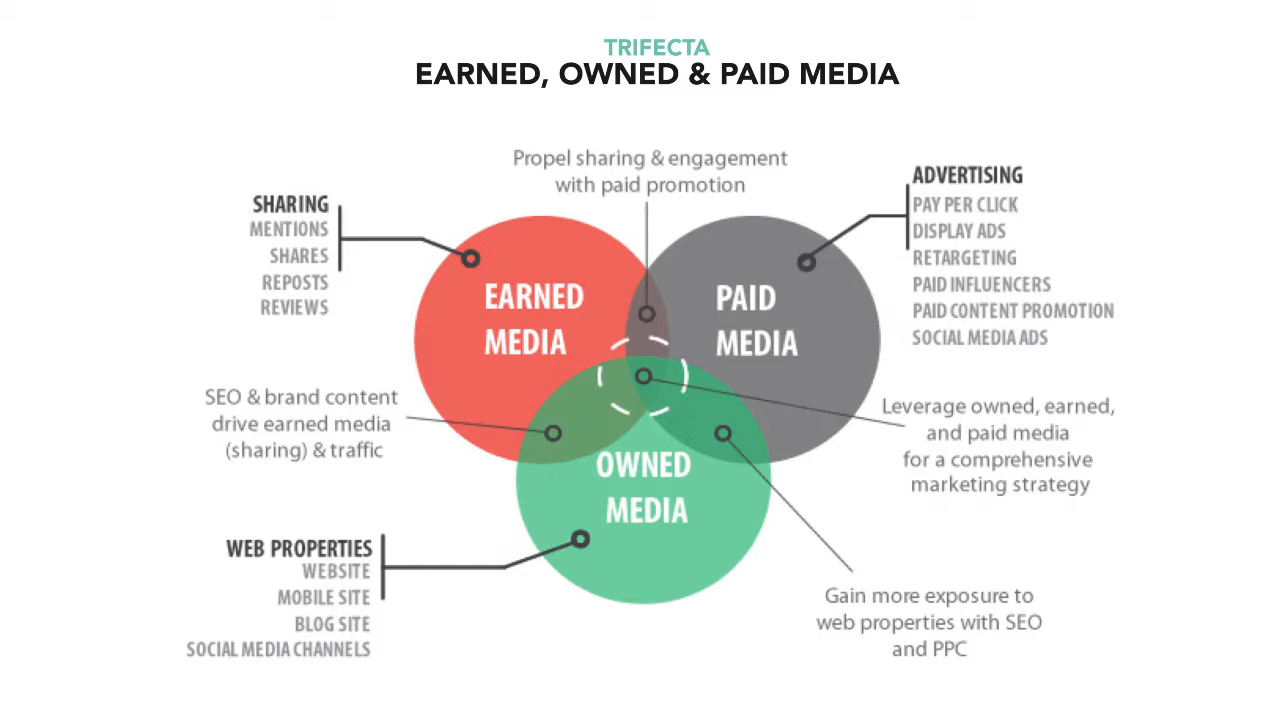 TRIFECTA
EARNED, OWNED & PAID MEDIA
Propel sharing & engagement
with paid promotion
SHARING
MENTIONS
SHARES
REPOSTS
REVIEWS
ADVERTISING
PAY PER CLICK
DISPLAY ADS
RETARGETING
PAID INFLUENCERS
PAID CONTENT PROMOTION
SOCIAL MEDIA ADS
EARNED
MEDIA
PAID
MEDIA
SEO & brand content
drive earned media
(sharing) & traffic
Leverage owned, earned,
and paid media
for a comprehensive
marketing strategy
OWNED
MEDIA
WEB PROPERTIES
WEBSITE
MOBILE SITE
BLOG SITE
SOCIAL MEDIA CHANNELS
Gain more exposure to
web properties with SEO
and PPC